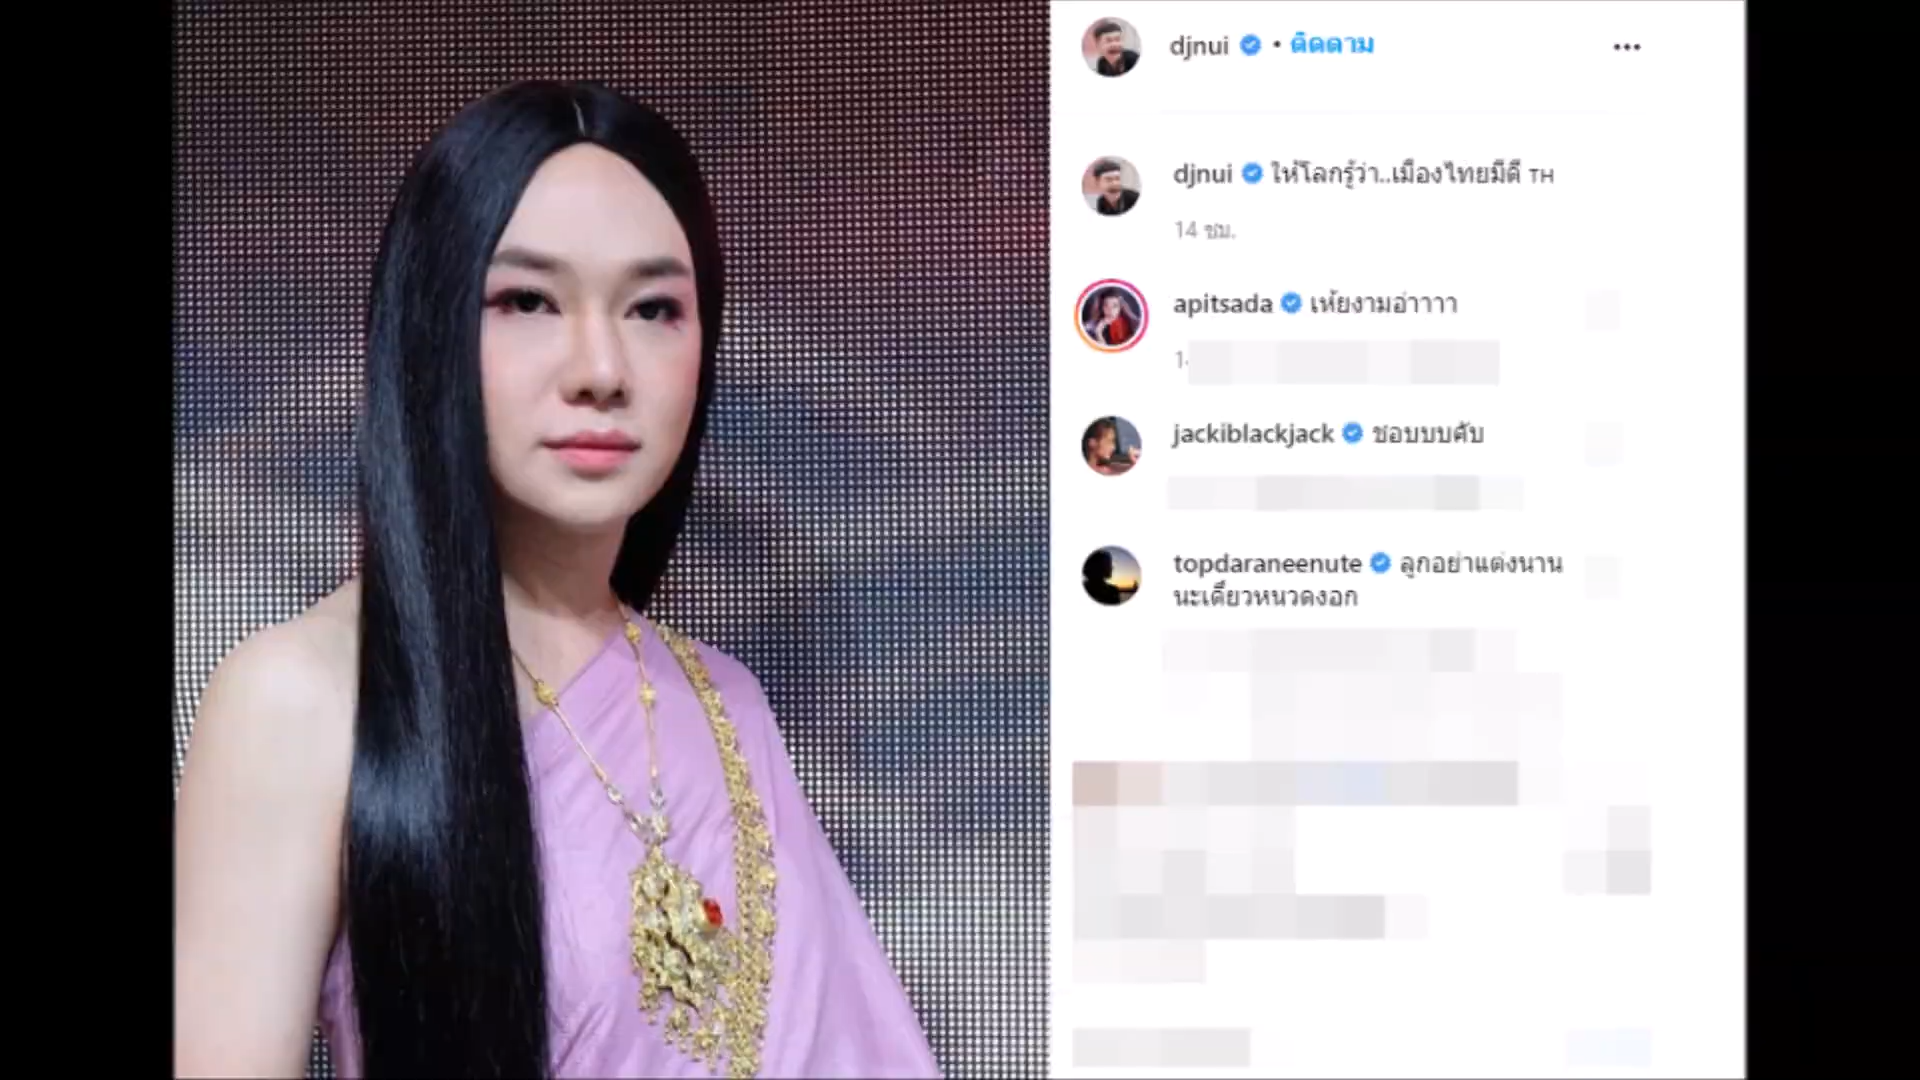 djnui • ติดตาม
djnui ให้โลกรู้ว่า..เมืองไทยมีดี TH
14 ชม.
apitsada เห้ยงามอ่าาาา
jackiblackjack ชอบบบคับ
topdaraneenute ลูกอย่าแต่งนาน
นะเดี๋ยวหนวดงอก